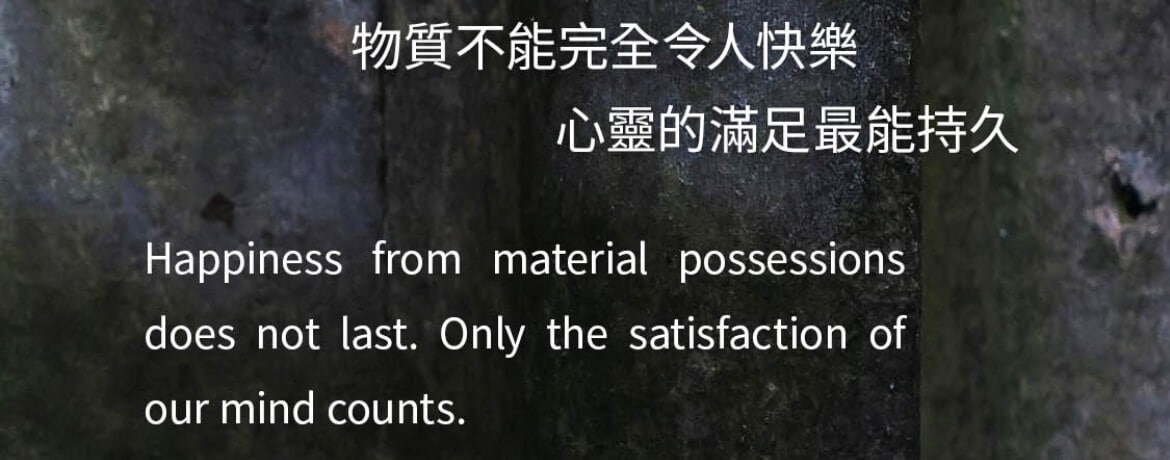 物質不能完全令人快樂
心靈的滿足最能持久
Happiness from material possessions
does not last. Only the satisfaction of
our mind counts.